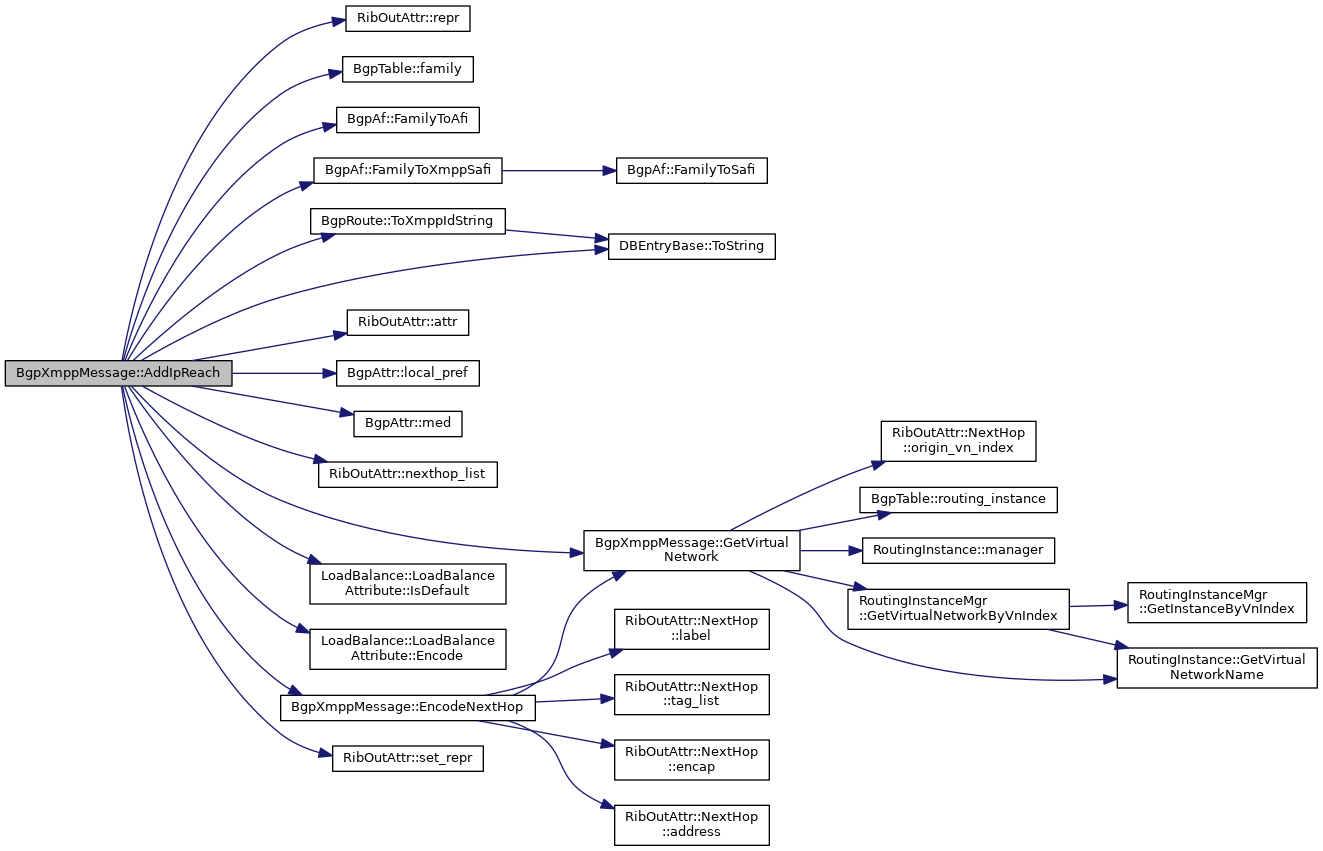 RibOutAttr::repr
BgpTable::family
BgpAf::FamilyToAfi
BgpAf::FamilyToXmppSafi
BgpAf::FamilyToSafi
BgpRoute::ToXmppIdString
DBEntryBase::ToString
RibOutAttr::attr
BgpXmppMessage::AddIpReach
BgpAttr::local_pref
BgpAttr::med
RibOutAttr::nexthop_list
RibOutAttr::NextHop
::origin_vn_index
BgpTable::routing_instance
BgpXmppMessage::GetVirtual
Network
RoutingInstance::manager
LoadBalance::LoadBalance
Attribute::IsDefault
RoutingInstanceMgr
::GetVirtualNetworkByVnIndex
RoutingInstanceMgr
::GetInstanceByVnIndex
RibOutAttr::NextHop
::label
LoadBalance::LoadBalance
Attribute::Encode
RoutingInstance::GetVirtual
NetworkName
RibOutAttr::NextHop
::tag_list
BgpXmppMessage::EncodeNextHop
RibOutAttr::set_repr
RibOutAttr::NextHop
::encap
RibOutAttr::NextHop
::address